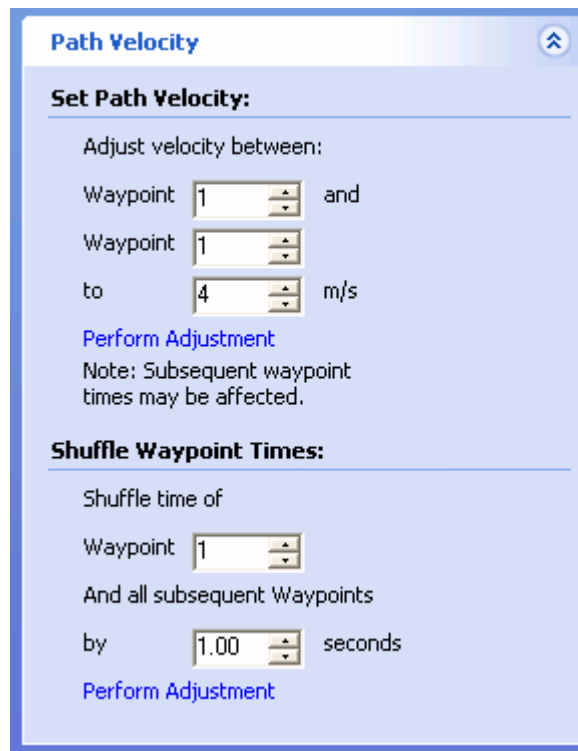 Path Velocity
Set Path Velocity:
Adjust velocity between:
Waypoint 1 and
Waypoint 1
to 4 m/s
Perform Adjustment
Note: Subsequent waypoint
times may be affected.
Shuffle Waypoint Times:
Shuffle time of
Waypoint 1
And all subsequent Waypoints
by 1.00 seconds
Perform Adjustment